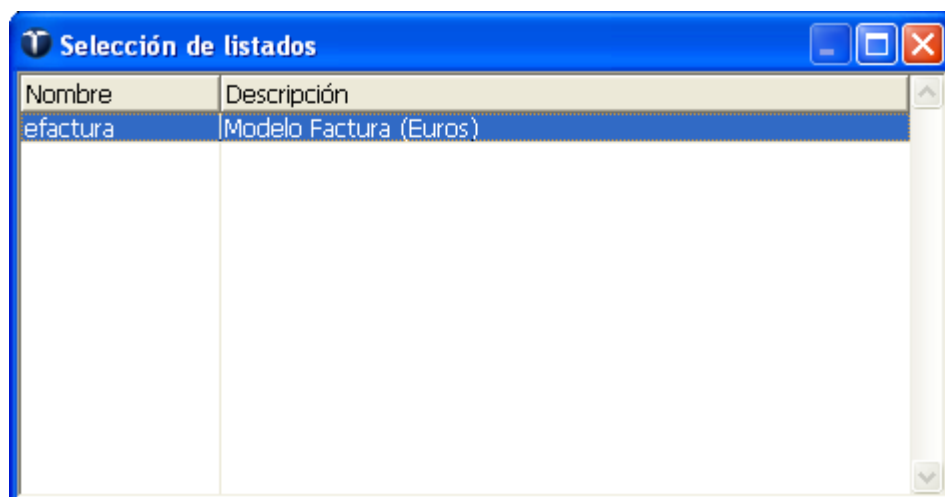 Selección de listados
Nombre Descripción
efactura Modelo Factura (Euros)